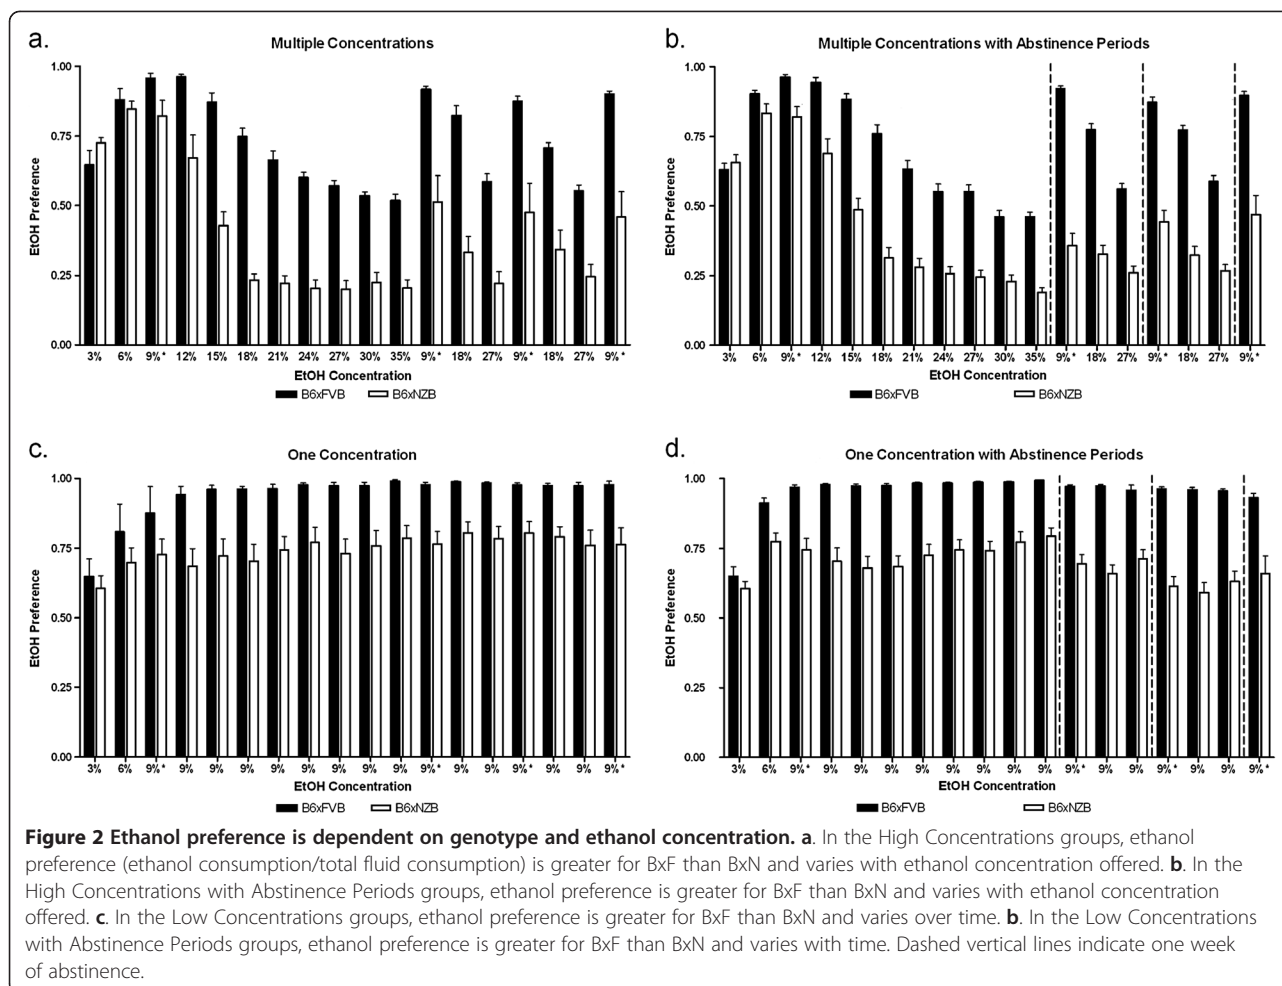 a.
Multiple Concentrations
EtOH Preference
1.00
0.75
0.50
0.25
0.00
3% 6% 9% * 12% 15% 18% 21% 24% 27% 30% 35% 9% * 18% 27% 9% * 18% 27% 9% *
EtOH Concentration
B6xFVB B6xNZB
b.
Multiple Concentrations with Abstinence Periods
EtOH Preference
1.00
0.75
0.50
0.25
0.00
3% 6% 9% * 12% 15% 18% 21% 24% 27% 30% 35% 9% * 18% 27% 9% * 18% 27% 9% *
EtOH Concentration
B6xFVB B6xNZB
c.
One Concentration
EtOH Preference
1.00
0.75
0.50
0.25
0.00
3% 6% 9% * 9% 9% 9% 9% 9% 9% 9% 9% 9% * 9% 9% 9% * 9% 9% 9% *
EtOH Concentration
B6xFVB B6xNZB
d.
One Concentration with Abstinence Periods
EtOH Preference
1.00
0.75
0.50
0.25
0.00
3% 6% 9% * 9% 9% 9% 9% 9% 9% 9% 9% 9% * 9% 9% 9% * 9% 9% 9% *
EtOH Concentration
B6xFVB B6xNZB
Figure 2 Ethanol preference is dependent on genotype and ethanol concentration. a. In the High Concentrations groups, ethanol
preference (ethanol consumption/total fluid consumption) is greater for BxF than BxN and varies with ethanol concentration offered. b. In the
High Concentrations with Abstinence Periods groups, ethanol preference is greater for BxF than BxN and varies with ethanol concentration
offered. c. In the Low Concentrations groups, ethanol preference is greater for BxF than BxN and varies over time. b. In the Low Concentrations
with Abstinence Periods groups, ethanol preference is greater for BxF than BxN and varies with time. Dashed vertical lines indicate one week
of abstinence.